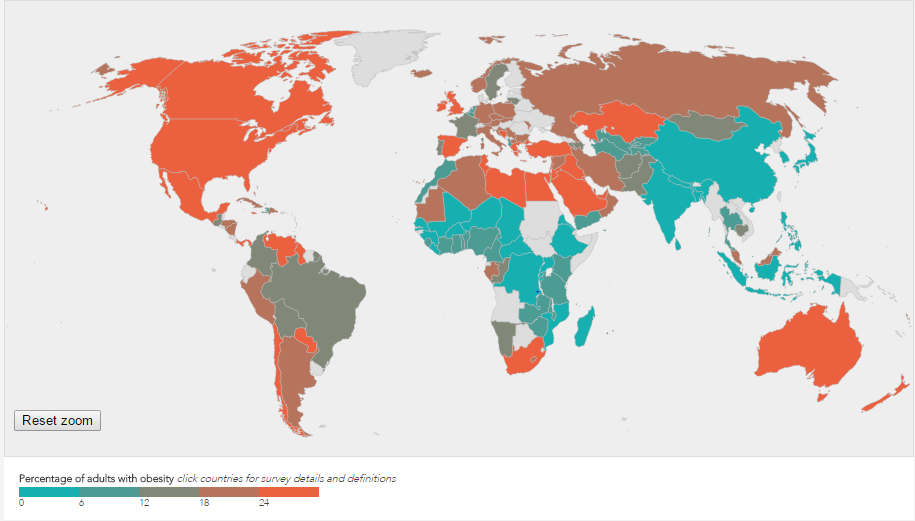 Reset zoom
Percentage of adults with obesity click countries for survey details and definitions
0 6 12 18 24